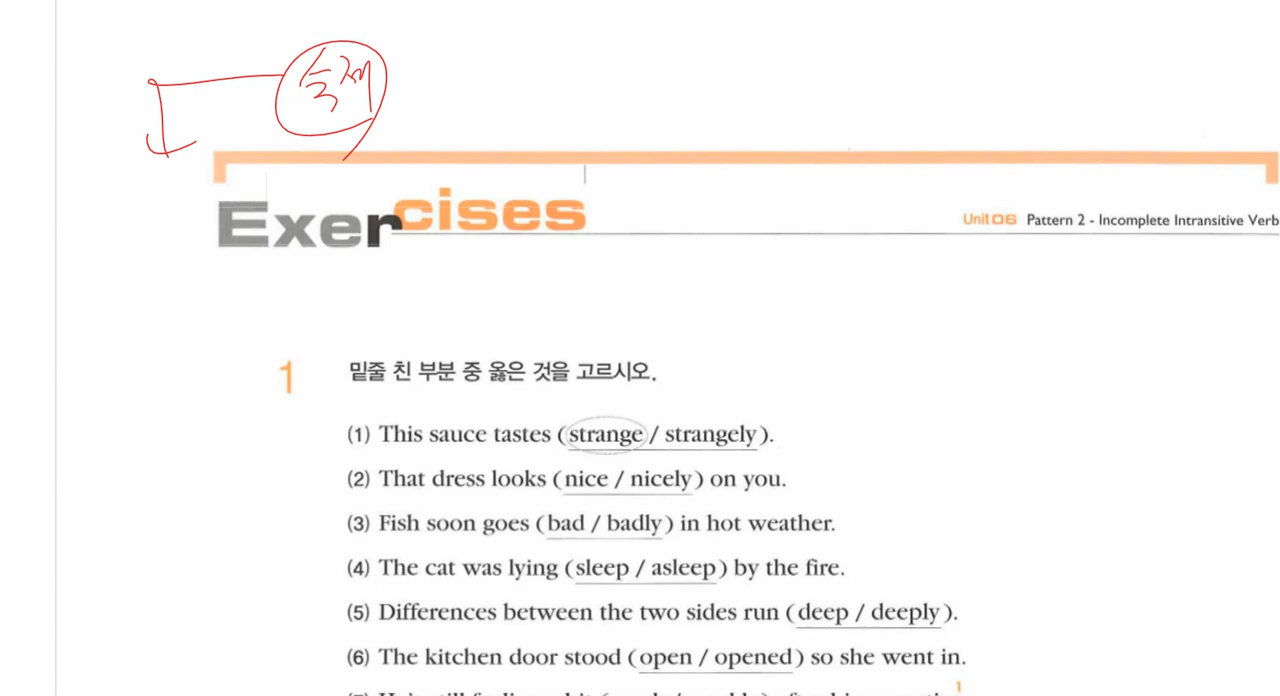 숙제
Exercises
Unit 06 Pattern 2 - Incomplete Intransitive Verb
1 밑줄 친 부분 중 옳은 것을 고르시오.
(1) This sauce tastes (strange / strangely).
(2) That dress looks (nice / nicely) on you.
(3) Fish soon goes (bad / badly) in hot weather.
(4) The cat was lying (sleep / asleep) by the fire.
(5) Differences between the two sides run (deep / deeply).
(6) The kitchen door stood (open / opened) so she went in.
1